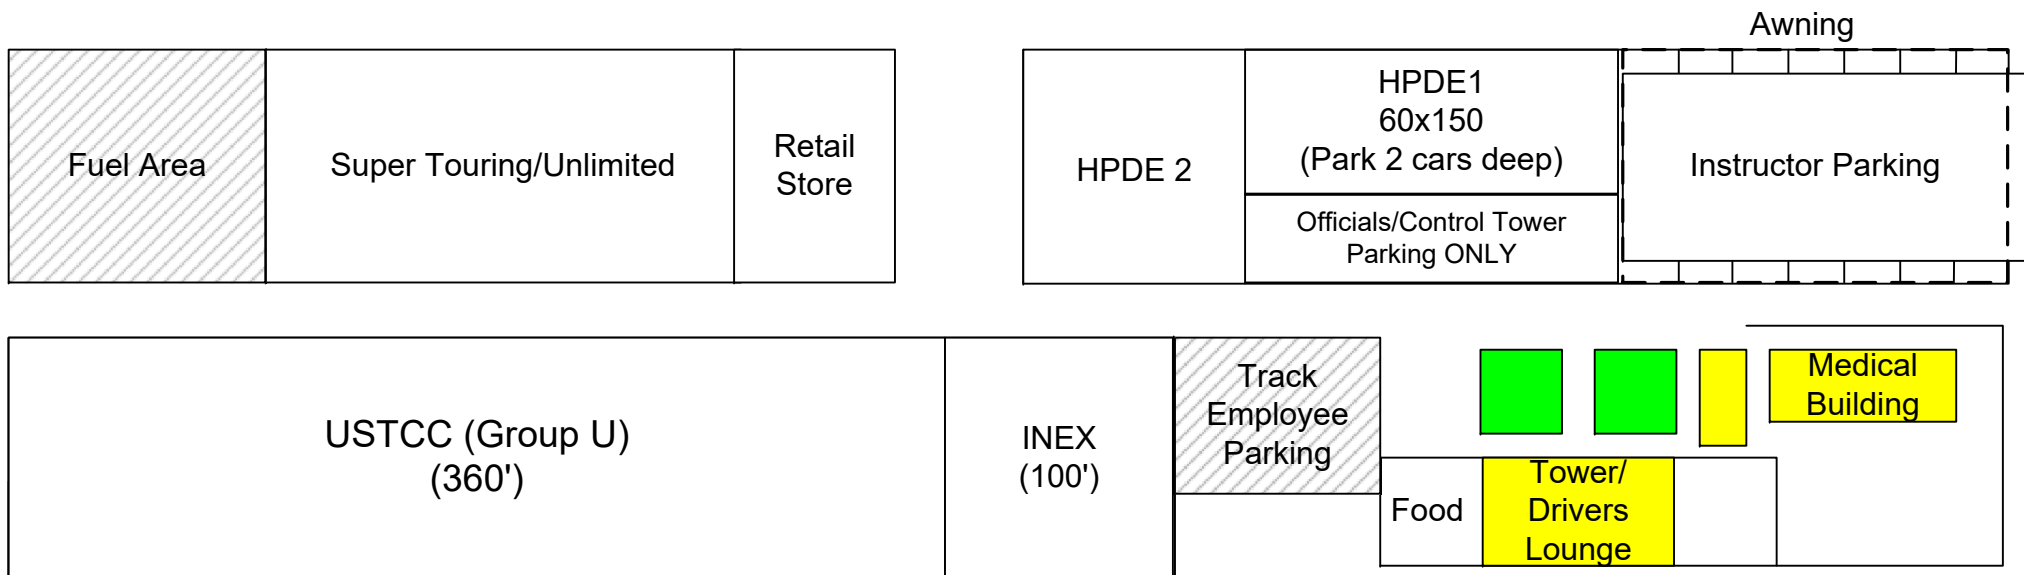 Awning
Fuel Area
Super Touring/Unlimited
Retail
Store
HPDE 2
HPDE1
60x150
(Park 2 cars deep)
Officials/Control Tower
Parking ONLY
Instructor Parking
USTCC (Group U)
(360')
INEX
(100')
Track
Employee
Parking
Medical
Building
Food
Tower/
Drivers
Lounge